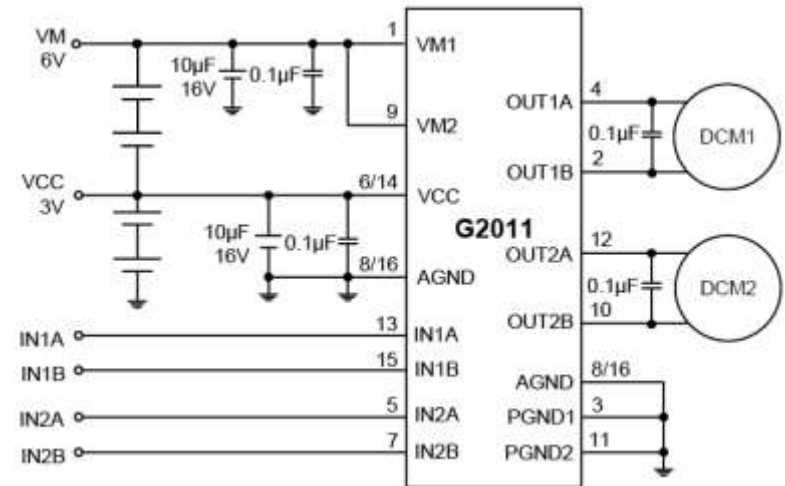 VM
6V
10µF
16V
0.1µF
1
VM1
9
VM2
VCC
3V
6/14
VCC
10µF
16V
0.1µF
8/16
AGND
G2011
OUT1A
4
0.1µF
DCM1
OUT1B
2
OUT2A
12
0.1µF
DCM2
OUT2B
10
IN1A
13
IN1A
IN1B
15
IN1B
IN2A
5
IN2A
IN2B
7
IN2B
AGND
8/16
PGND1
3
PGND2
11